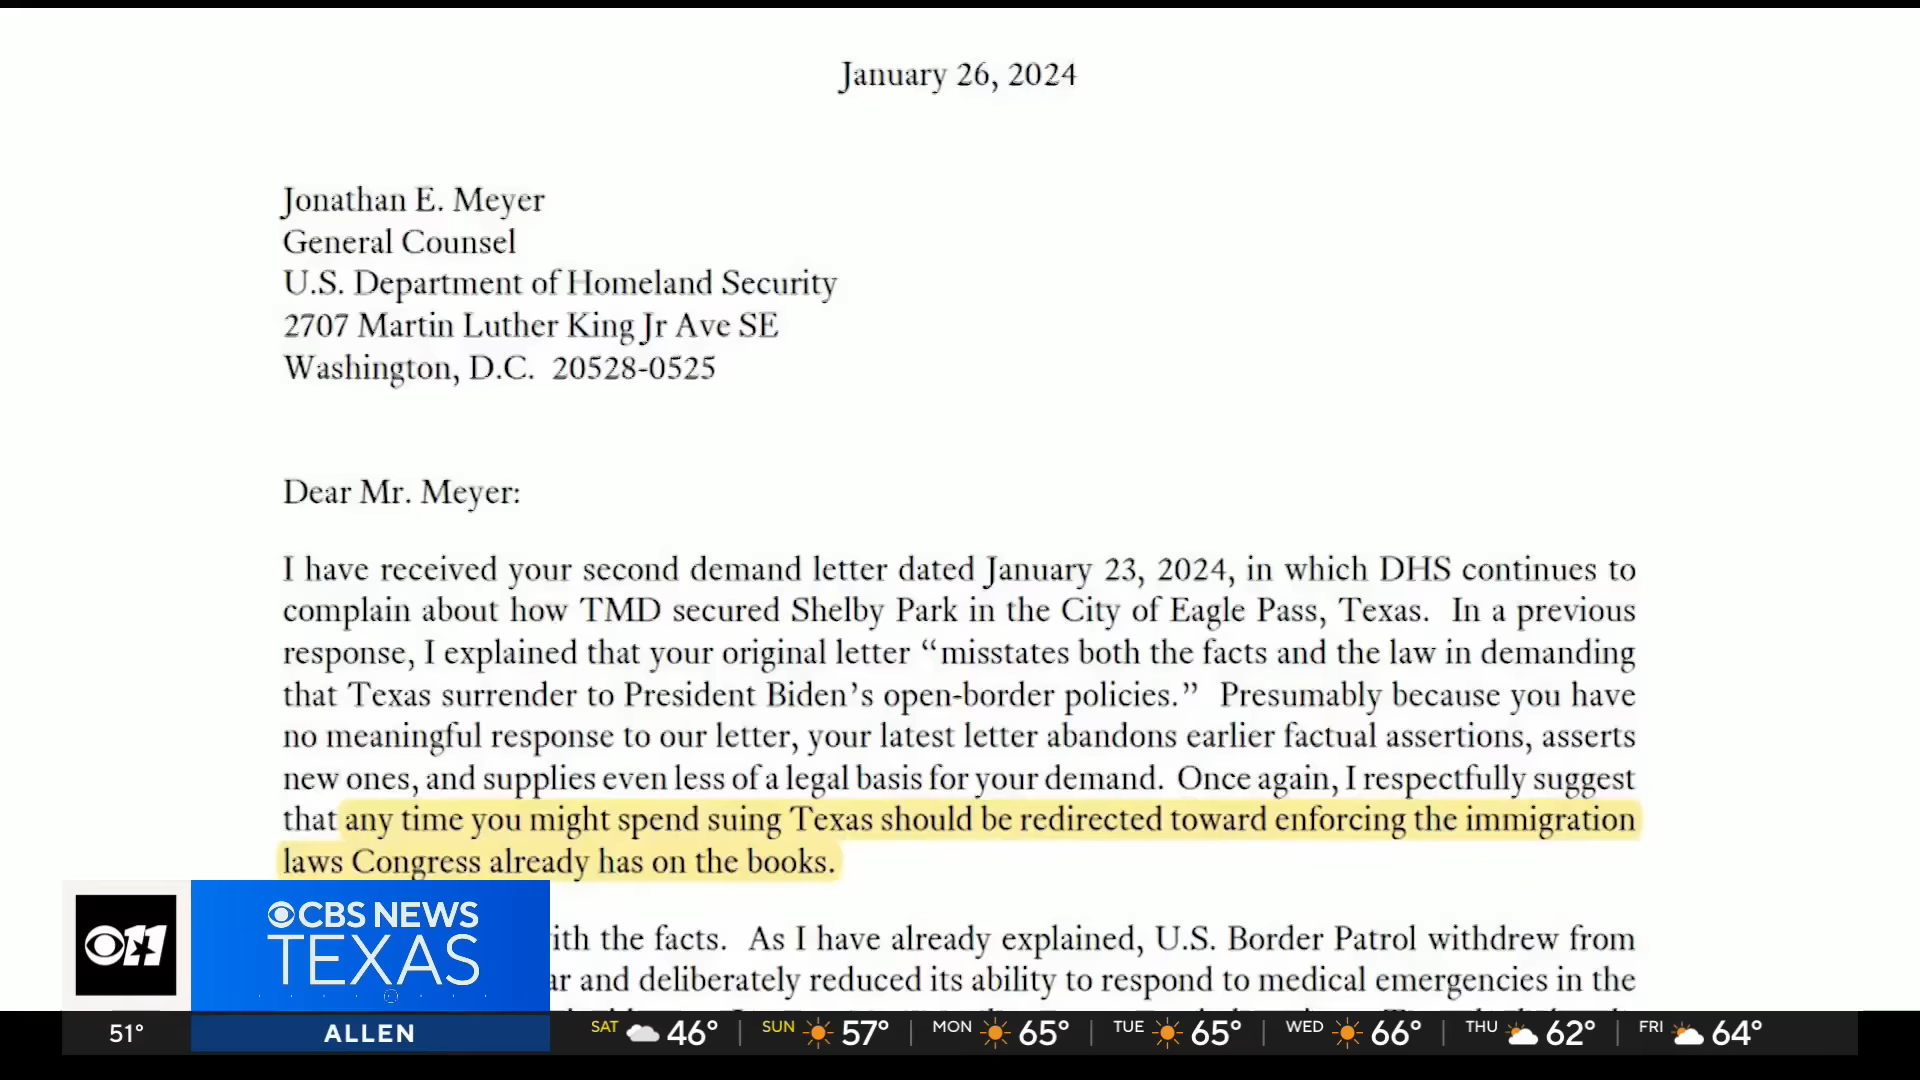 January 26, 2024
Jonathan E. Meyer
General Counsel
U.S. Department of Homeland Security
2707 Martin Luther King Jr Ave SE
Washington, D.C. 20528-0525
Dear Mr. Meyer:
I have received your second demand letter dated January 23, 2024, in which DHS continues to
complain about how TMD secured Shelby Park in the City of Eagle Pass, Texas. In a previous
response, I explained that your original letter “misstates both the facts and the law in demanding
that Texas surrender to President Biden’s open-border policies.” Presumably because you have
no meaningful response to our letter, your latest letter abandons earlier factual assertions, asserts
new ones, and supplies even less of a legal basis for your demand. Once again, I respectfully suggest
that any time you might spend suing Texas should be redirected toward enforcing the immigration
laws Congress already has on the books.
ith the facts. As I have already explained, U.S. Border Patrol withdrew from
ar and deliberately reduced its ability to respond to medical emergencies in the
11
CBS NEWS
TEXAS
51° ALLEN SAT 46° SUN 57° MON 65° TUE 65° WED 66° THU 62° FRI 64°